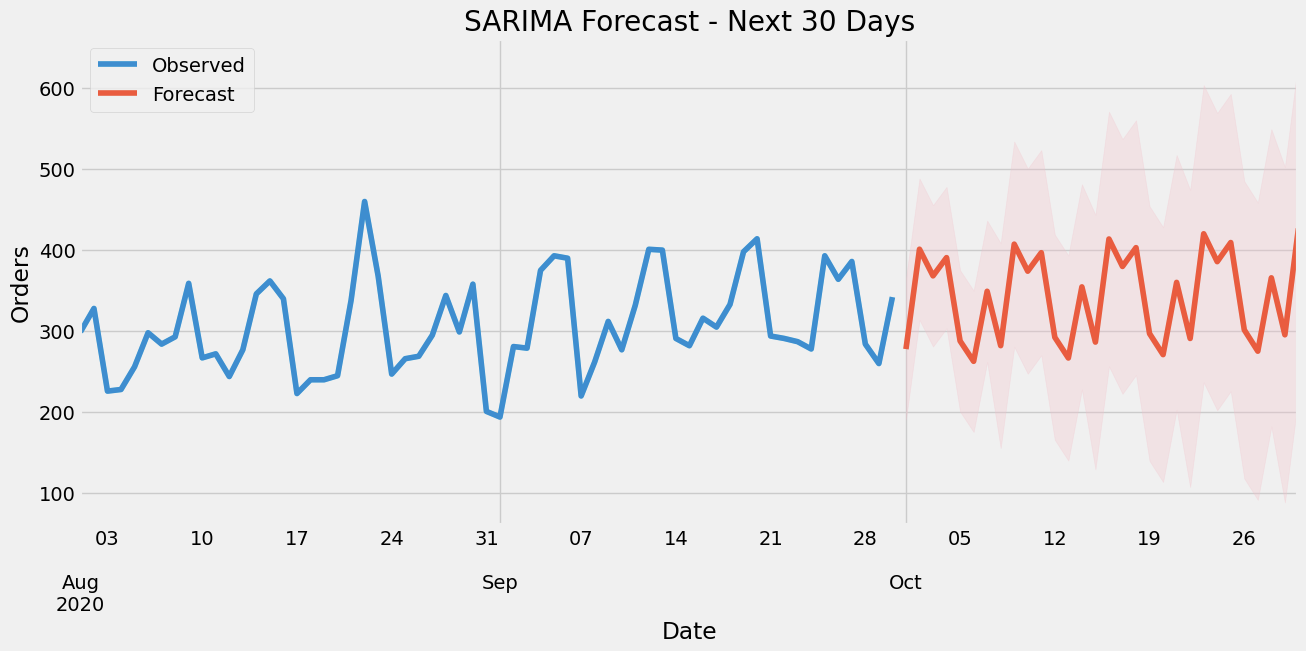 SARIMA Forecast - Next 30 Days
Observed
Forecast
600
500
400
300
200
100
Orders
03 10 17 24 31 07 14 21 28 05 12 19 26
Aug Sep Oct
2020
Date